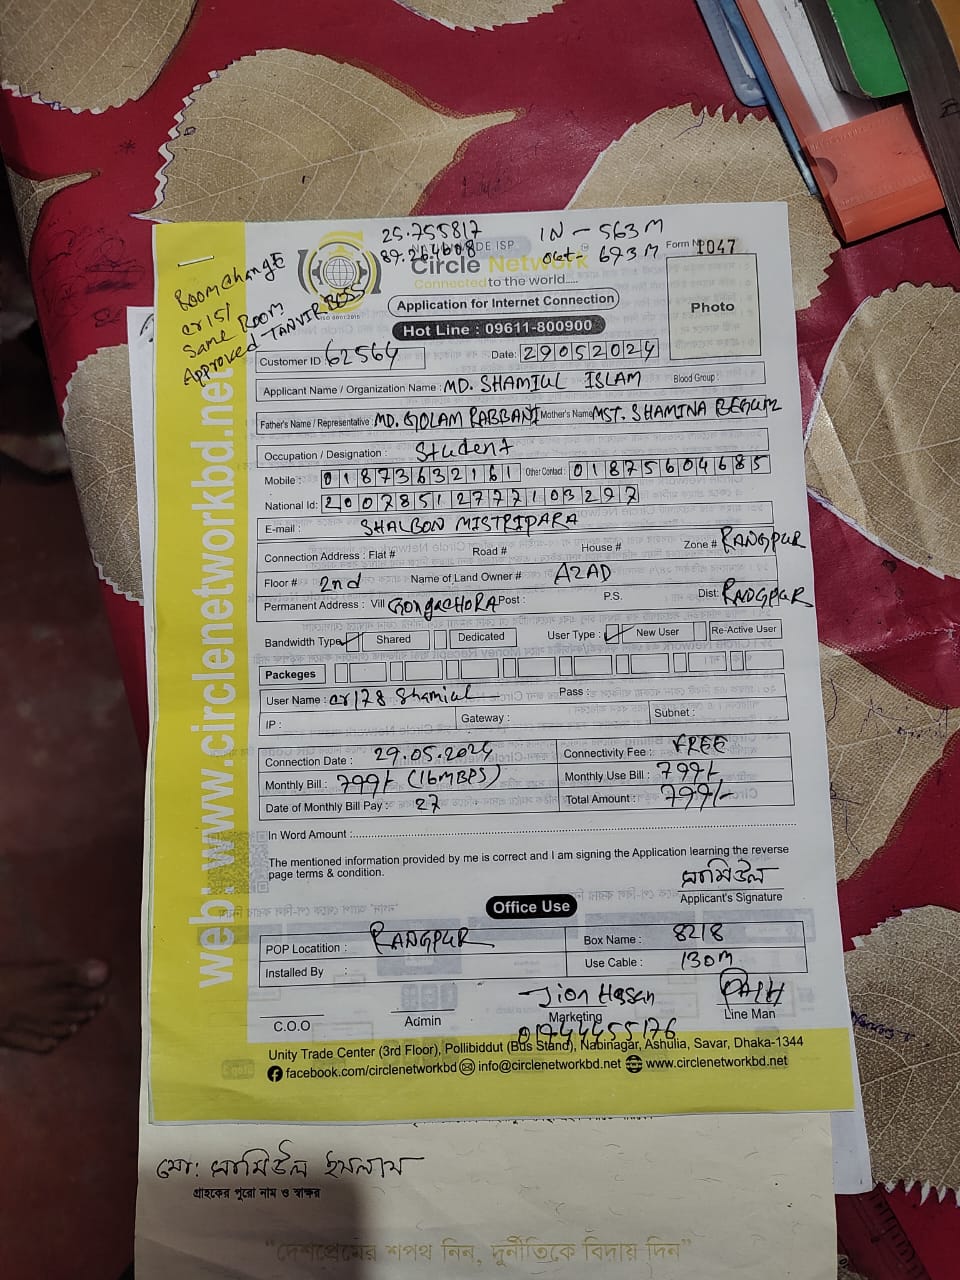 25.755817 IN - 563M
89.264608 Out - 673M
NATIONWIDE ISP
Circle Network
Connected to the world.....
Form No 1047
Photo
Room change
cr151
Same Room
Approved TANVIR BOSS
ISO 9001:2015
Application for Internet Connection
Hot Line : 09611-800900
Customer ID : 62564 Date: 29052024
Applicant Name / Organization Name : MD. SHAMIUL ISLAM Blood Group :
Father's Name / Representative : MD. GOLAM RABBANI Mother's Name MST. SHAMINA BEGUM
Occupation / Designation : Student
Mobile : 01873632161 Other Contact : 01875604685
National Id: 20078512777103297
E-mail : SHALBON MISTRIPARA
Connection Address : Flat # Road # House # Zone # RANGPUR
Floor # 2nd Name of Land Owner # AZAD
Permanent Address : Vill GongacHORA Post : P.S. Dist: RANGPUR
Bandwidth Type Shared Dedicated User Type : New User Re-Active User
Packeges
User Name : cr178 Shamiul Pass :
IP : Gateway : Subnet :
Connection Date : 29.05.2024 Connectivity Fee : FREE
Monthly Bill : 799/- (16MBPS) Monthly Use Bill : 799/-
Date of Monthly Bill Pay : 27 Total Amount : 799/-
In Word Amount :
The mentioned information provided by me is correct and I am signing the Application learning the reverse
page terms & condition.
সামিউল
Applicant's Signature
Office Use
POP Locatition : RANGPUR Box Name : 8218
Installed By : Use Cable : 130m
Jion Hasan
C.O.O Admin Marketing Line Man
01744455176
Unity Trade Center (3rd Floor), Pollibiddut (Bus Stand), Nabinagar, Ashulia, Savar, Dhaka-1344
facebook.com/circlenetworkbd info@circlenetworkbd.net www.circlenetworkbd.net
web: www.circlenetworkbd.net
মো: সামিউল ইসলাম
গ্রাহকের পুরো নাম ও স্বাক্ষর
"দেশপ্রেমের শপথ নিন, দুর্নীতিকে বিদায় দিন"